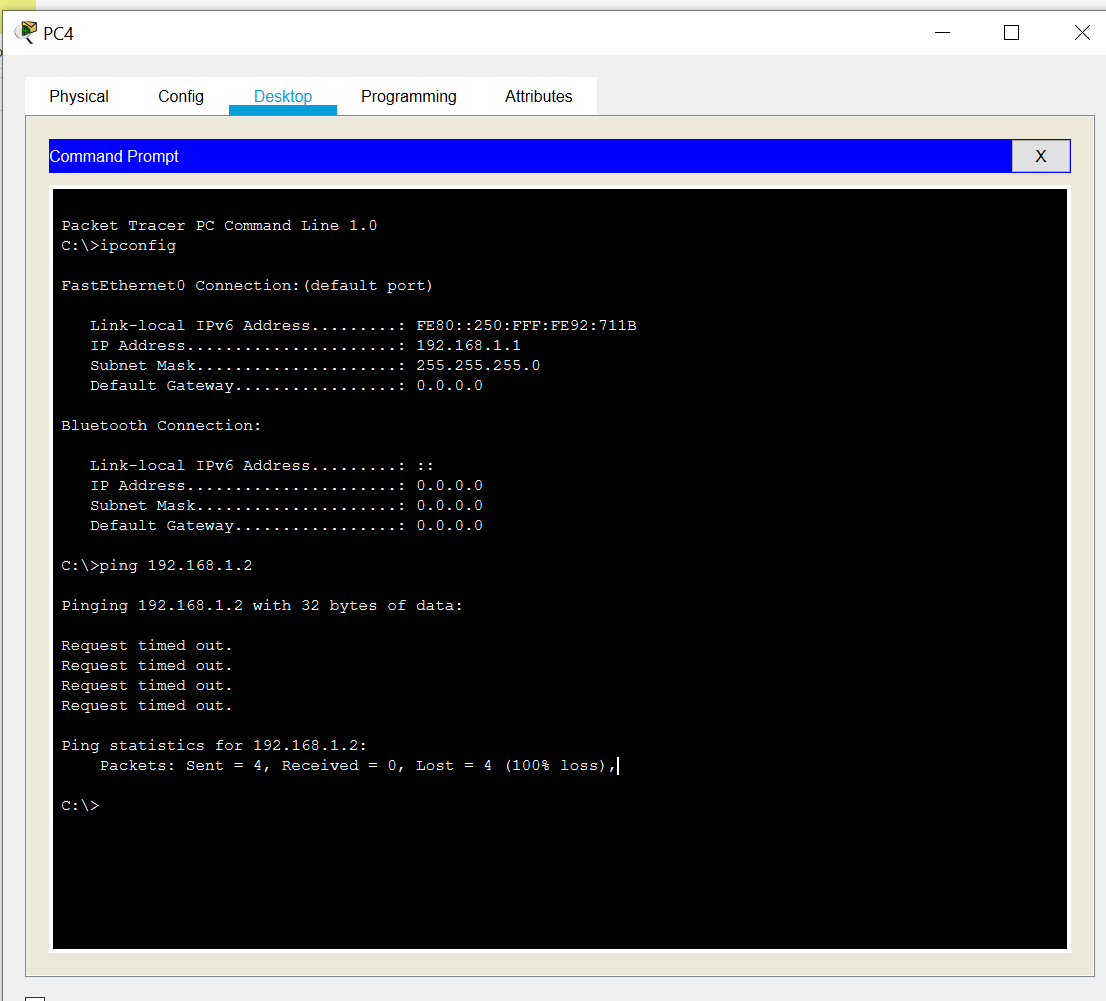 PC4
Physical Config Desktop Programming Attributes
Command Prompt X
Packet Tracer PC Command Line 1.0
C:\>ipconfig
FastEthernet0 Connection:(default port)
Link-local IPv6 Address.........: FE80::250:FFF:FE92:711B
IP Address......................: 192.168.1.1
Subnet Mask.....................: 255.255.255.0
Default Gateway.................: 0.0.0.0
Bluetooth Connection:
Link-local IPv6 Address.........: ::
IP Address......................: 0.0.0.0
Subnet Mask.....................: 0.0.0.0
Default Gateway.................: 0.0.0.0
C:\>ping 192.168.1.2
Pinging 192.168.1.2 with 32 bytes of data:
Request timed out.
Request timed out.
Request timed out.
Request timed out.
Ping statistics for 192.168.1.2:
Packets: Sent = 4, Received = 0, Lost = 4 (100% loss),
C:\>